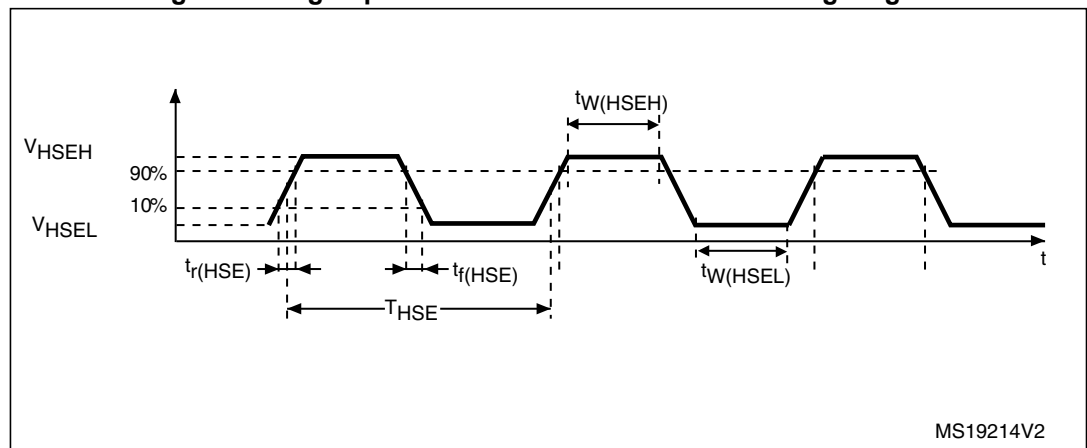 tW(HSEH)
VHSEH
90%
10%
VHSEL
tr(HSE)
tf(HSE)
tW(HSEL)
t
THSE
MS19214V2